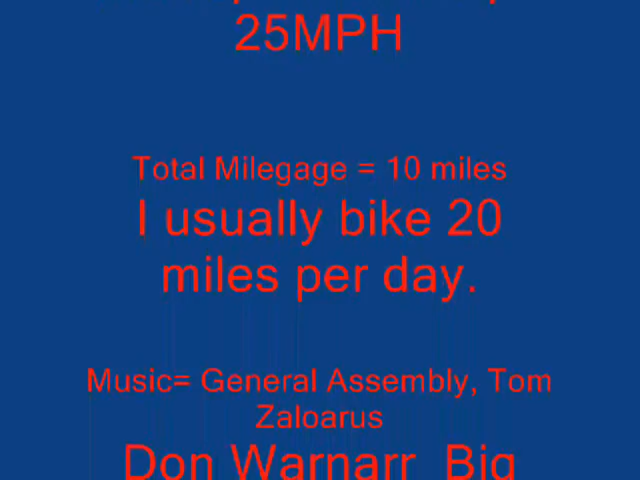 25MPH
Total Milegage = 10 miles
I usually bike 20
miles per day.
Music= General Assembly, Tom
Zaloarus
Don Warnarr Big